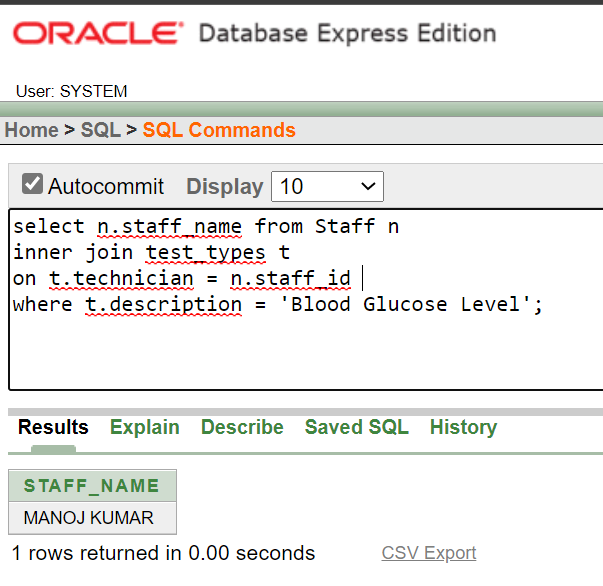 ORACLE® Database Express Edition
User: SYSTEM
Home > SQL > SQL Commands
Autocommit Display 10
select n.staff_name from Staff n
inner join test_types t
on t.technician = n.staff_id
where t.description = 'Blood Glucose Level';
Results Explain Describe Saved SQL History
STAFF_NAME
MANOJ KUMAR
1 rows returned in 0.00 seconds CSV Export